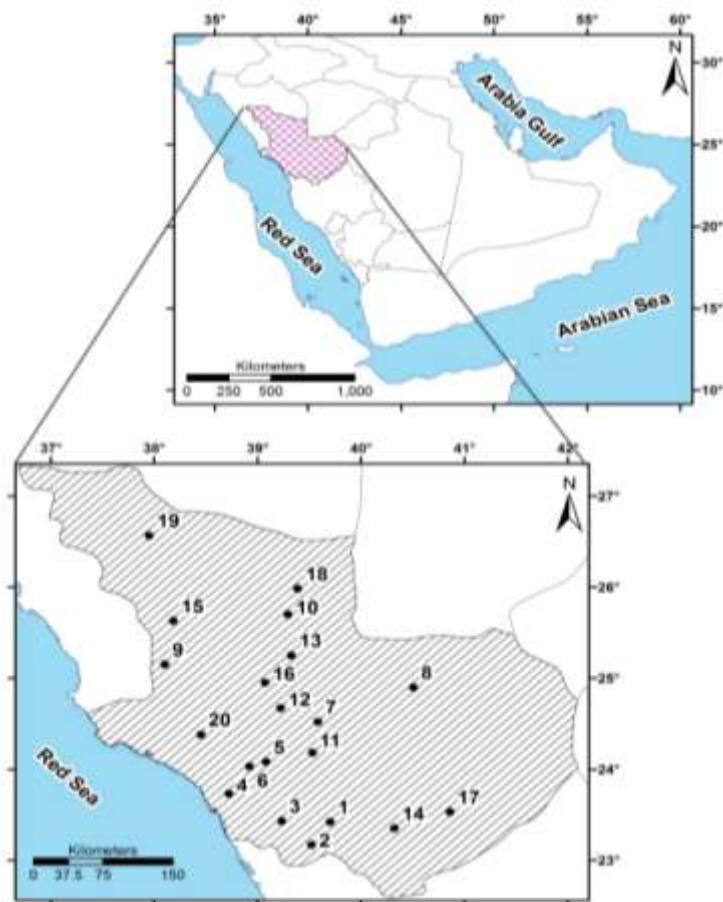 35° 40° 45° 50° 55° 60°
N
30°
Arabia Gulf
25°
Red Sea
20°
15°
Arabian Sea
Kilometers
0 250 500 1,000
10°
37° 38° 39° 40° 41° 42°
N
27°
19
26°
18
15
10
13
9
25°
16
8
12
7
20
5
11
24°
6
Red Sea
4
3
1
14
17
2
23°
Kilometers
0 37.5 75 150